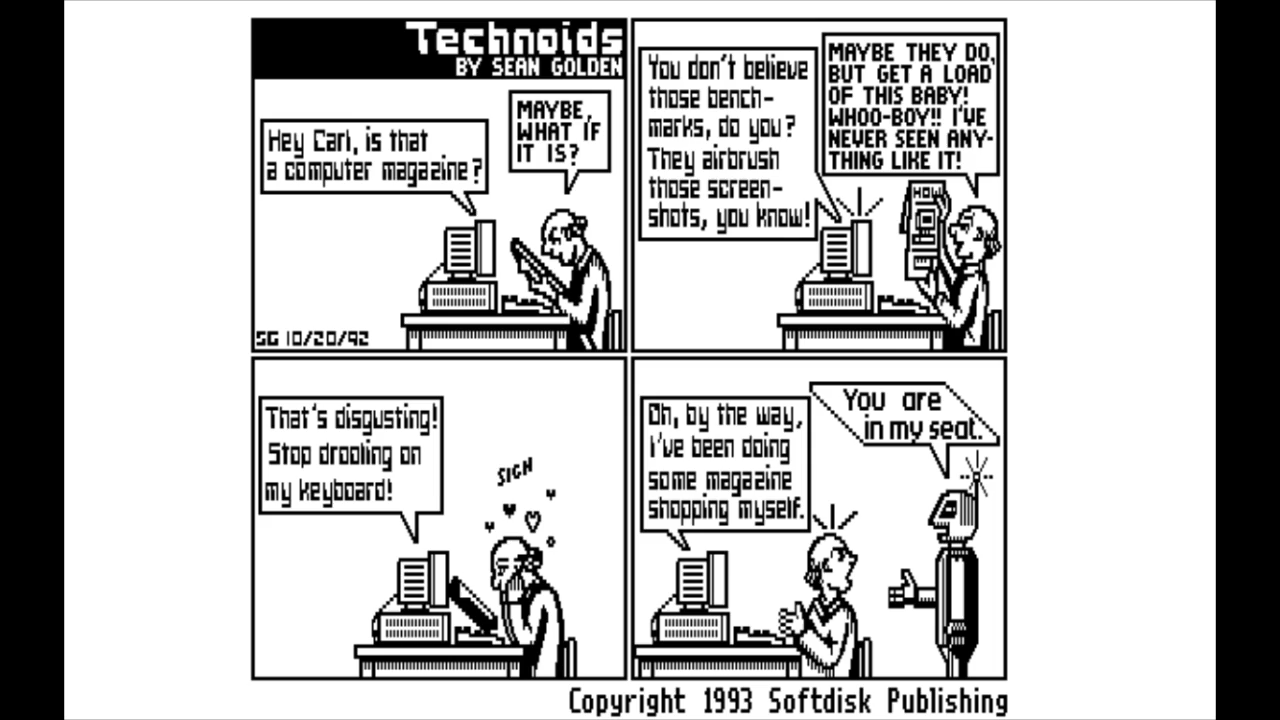 Technoids
BY SEAN GOLDEN
Hey Carl, is that
a computer magazine?
MAYBE,
WHAT IF
IT IS?
SG 10/20/92
You don't believe
those bench-
marks, do you?
They airbrush
those screen-
shots, you know!
MAYBE THEY DO,
BUT GET A LOAD
OF THIS BABY!
WHOO-BOY!! I'VE
NEVER SEEN ANY-
THING LIKE IT!
WOW
That's disgusting!
Stop drooling on
my keyboard!
SIGH
Oh, by the way,
I've been doing
some magazine
shopping myself.
You are
in my seat.
Copyright 1993 Softdisk Publishing